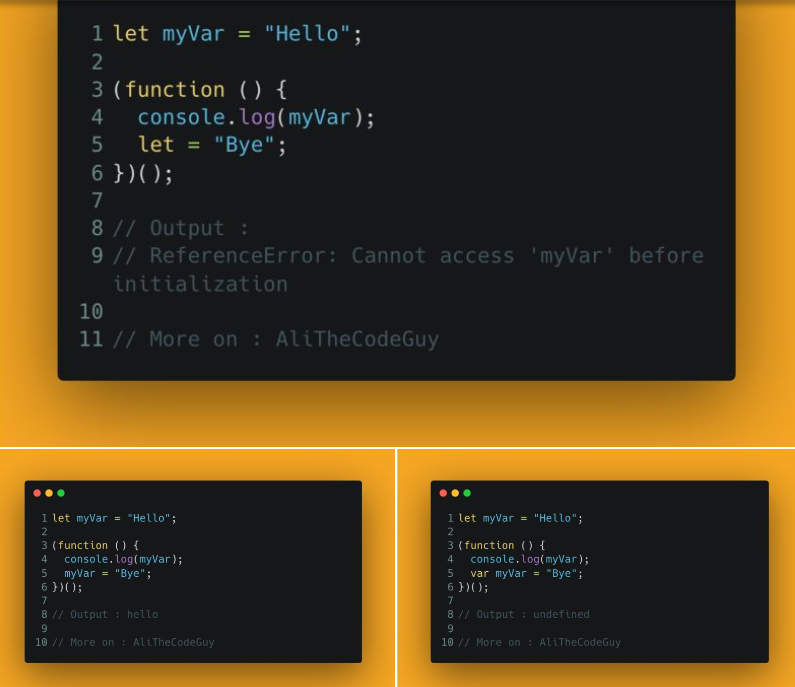 1 let myVar = "Hello";
2
3 (function () {
4   console.log(myVar);
5   let = "Bye";
6 })();
7
8 // Output :
9 // ReferenceError: Cannot access 'myVar' before
initialization
10
11 // More on : AliTheCodeGuy
1 let myVar = "Hello";
2
3 (function () {
4   console.log(myVar);
5   myVar = "Bye";
6 })();
7
8 // Output : hello
9
10 // More on : AliTheCodeGuy
1 let myVar = "Hello";
2
3 (function () {
4   console.log(myVar);
5   var myVar = "Bye";
6 })();
7
8 // Output : undefined
9
10 // More on : AliTheCodeGuy